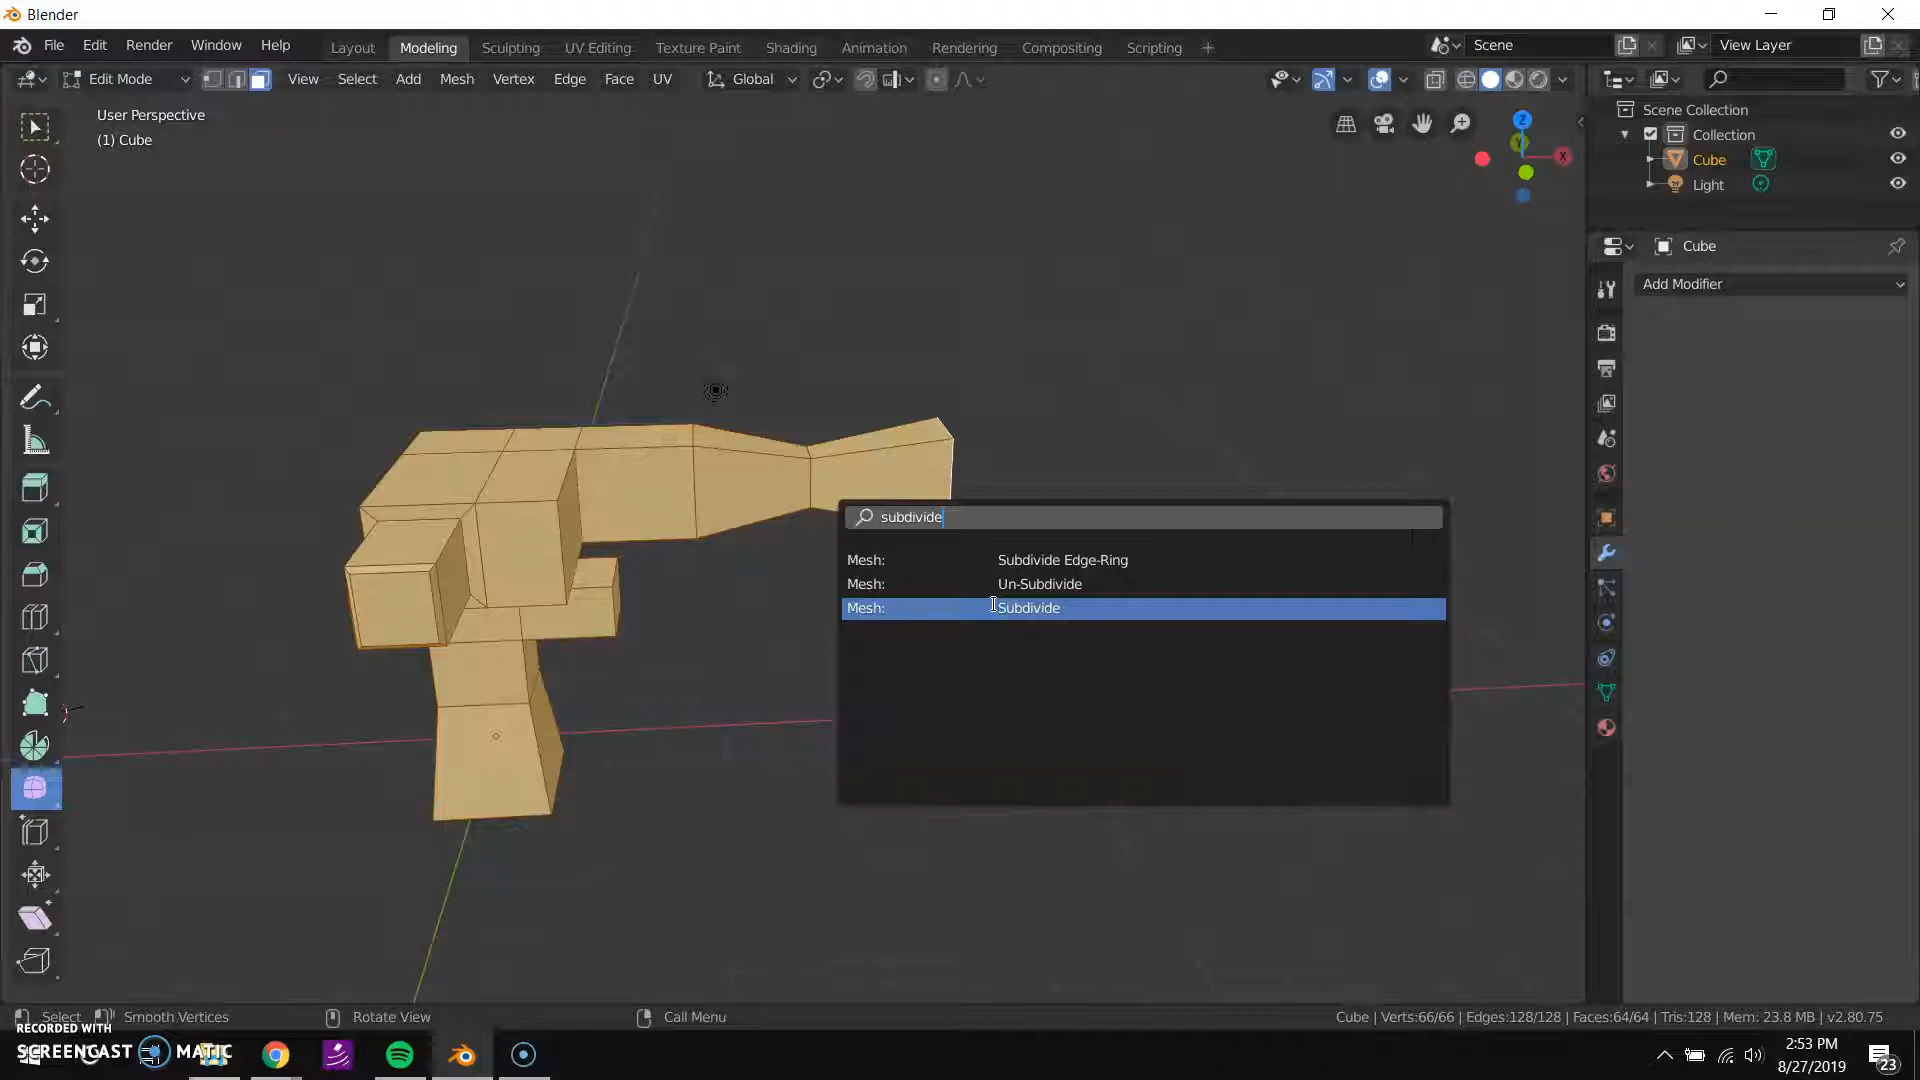 Blender
File Edit Render Window Help
Layout Modeling Sculpting UV Editing Texture Paint Shading Animation Rendering Compositing Scripting +
Scene
View Layer
Edit Mode
View Select Add Mesh Vertex Edge Face UV
Global
User Perspective
(1) Cube
Z
Y
X
Scene Collection
Collection
Cube
Light
Cube
Add Modifier
subdivide
Mesh: Subdivide Edge-Ring
Mesh: Un-Subdivide
Mesh: Subdivide
Select Smooth Vertices Rotate View Call Menu
Cube | Verts:66/66 | Edges:128/128 | Faces:64/64 | Tris:128 | Mem: 23.8 MB | v2.80.75
RECORDED WITH
SCREENCAST MATIC
2:53 PM
8/27/2019
23